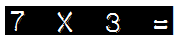 7 X 3 =